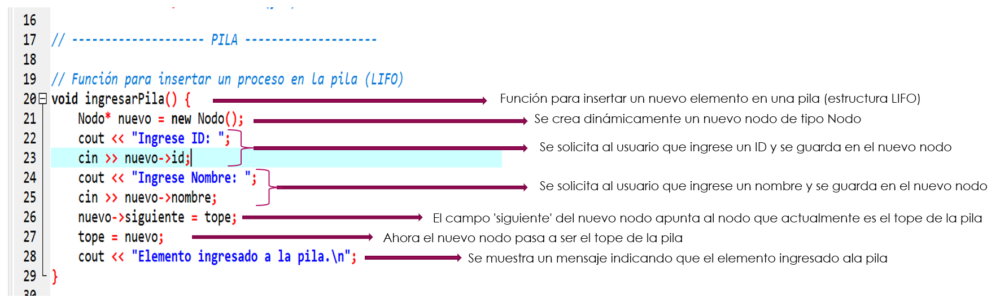 16
17 // -------------------- PILA --------------------
18
19 // Función para insertar un proceso en la pila (LIFO)
20 void ingresarPila() { Función para insertar un nuevo elemento en una pila (estructura LIFO)
21 Nodo* nuevo = new Nodo(); Se crea dinámicamente un nuevo nodo de tipo Nodo
22 cout << "Ingrese ID: ";
Se solicita al usuario que ingrese un ID y se guarda en el nuevo nodo
23 cin >> nuevo->id;
24 cout << "Ingrese Nombre: ";
Se solicita al usuario que ingrese un nombre y se guarda en el nuevo nodo
25 cin >> nuevo->nombre;
26 nuevo->siguiente = tope; El campo 'siguiente' del nuevo nodo apunta al nodo que actualmente es el tope de la pila
27 tope = nuevo; Ahora el nuevo nodo pasa a ser el tope de la pila
28 cout << "Elemento ingresado a la pila.\n"; Se muestra un mensaje indicando que el elemento ingresado ala pila
29 }
30